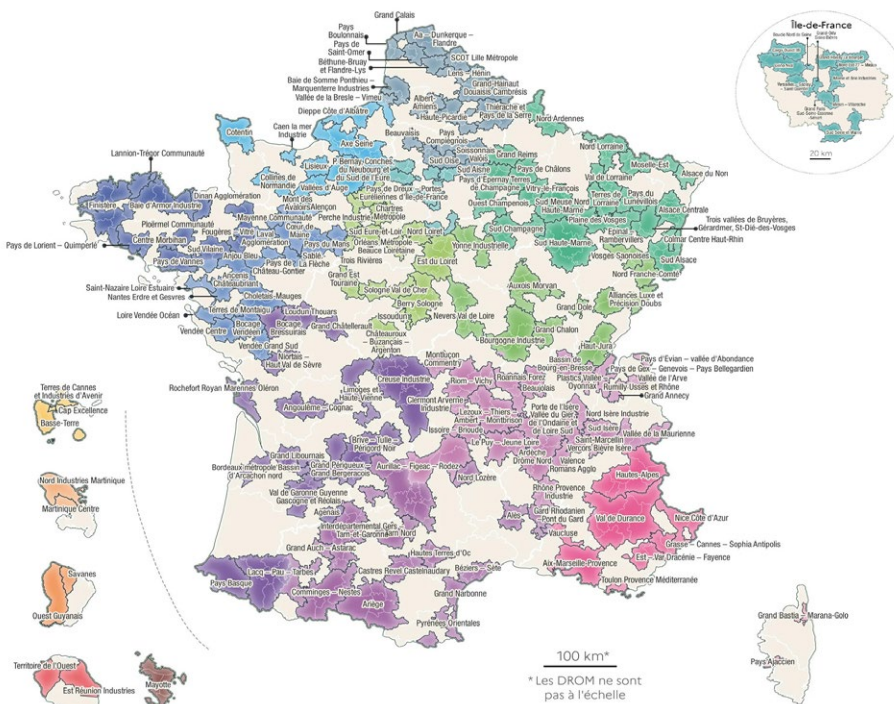 Grand Calais
Pays
Boulonnais
Pays de
Saint-Omer
Béthune-Bruay
et Flandre-Lys
Aa – Dunkerque –
Flandre
SCOT Lille Métropole
Lens – Hénin
Grand-Hainaut
Douaisis Cambrésis
Baie de Somme Ponthieu –
Marquenterre Industries
Vallée de la Bresle – Vimeu
Albert-
Amiens
Haute-Picardie
Thiérache et
Pays de la Serre
Île-de-France
20 km
Dieppe Côte d'Albâtre
Nord Ardennes
Cotentin
Caen la mer
Industrie
Axe Seine
Beauvaisis
Pays
Compiégnois
Soissonnais
Valois
Sud Oise
Sud Aisne
Grand Reims
Nord Lorraine
Moselle-Est
Alsace du Nord
Lannion-Trégor Communauté
Lisieux
P. Bernay-Conches
du Neubourg et
du Sud de l'Eure
Collines de
Normandie
Vallées d'Auge
Pays d'Epernay Terres
de Champagne
Pays de Châlons
Vitry-le-François
Val de Lorraine
Terres de
Lorraine
Pays du
Lunévillois
Finistère
Baie d'Armor Industrie
Dinan Agglomération
Mont des
Avaloirs
Alençon
Pays de Dreux – Portes
Euréliennes d'Île-de-France
Chartres
Métropole
Perche Industrie
Ouest Champenois
Sud Meuse Nord
Haute-Marne
Alsace Centrale
Trois vallées de Bruyères,
Gérardmer, St-Dié-des-Vosges
Ploërmel Communauté
Fougères –
Vitré
Mayenne Communauté
Laval
Agglomération
Cœur de
Maine
Sud Eure-et-Loir
Nord Loret
Orléans Métropole
Beauce Loretaine
Yonne Industrielle
Sud Champagne
Plaine des Vosges
Epinal
Rambervillers
Colmar Centre Haut-Rhin
Pays de Lorient – Quimperlé
Centre Morbihan
Sud Vilaine
Pays de Vannes
Anjou Bleu
Pays du Mans
Sablé
Pays de
La Flèche
Château-Gontier
Trois Rivières
Est du Loret
Sud Haute-Marne
Vosges Saônoises
Sud Alsace
Nord Franche-Comté
Saint-Nazaire Loire Estuaire
Nantes Erdre et Gesvres
Ancenis
Châteaubriant
Grand Est
Touraine
Sologne Val de Cher
Auxois Morvan
Alliances Luxe et
Précision Doubs
Loire Vendée Océan
Choletais-Mauges
Terres de Montaigu
Loudun Thouars
Berry Sologne
Issoudun
Nevers Val de Loire
Grand Dole
Vendée Centre
Bocage
Vendéen
Bocage
Bressuirais
Grand Châtellerault
Châteauroux
– Buzançais –
Argenton
Bourgogne Industrie
Grand Chalon
Haut-Jura
Vendée Grand Sud
Niortais –
Haut Val de Sèvre
Montluçon
Commentry
Bassin de
Bourg-en-Bresse
Pays d'Evian – vallée d'Abondance
Pays de Gex – Genevois – Pays Bellegardien
Vallée de l'Arve
Rumilly Usses et Rhône
Grand Annecy
Plastics Vallée
Oyonnax
Rochefort Royan Marennes Oléron
Creuse Industrie
Limoges et
Haute Vienne
Riom – Vichy
Roannais Forez
Beaujolais
Terres de Cannes
et Industries d'Avenir
Cap Excellence
Basse-Terre
Angoulême – Cognac
Clermont Arverne
Industrie
Lezoux – Thiers –
Ambert – Montbrison
Issoire – Brioude
Porte de l'Isère
Vallée du Gier
de l'Ondaine et
de Loire Sud
Nord Isère Industrie
Sud Isère
Vallée de la Maurienne
Saint-Marcellin
Vercors Bièvre Isère
Le Puy – Jeune Loire
Brive – Tulle –
Périgord Noir
Grand Libournais
Grand Périgueux –
Grand Bergeracois
Bordeaux métropole Bassin
d'Arcachon nord
Aurillac – Figeac – Rodez
Nord Lozère
Ardèche
Drôme Nord
Valence
Romans Agglo
Hautes-Alpes
Nord Industries Martinique
Martinique Centre
Val de Garonne Guyenne
Gascogne et Réolais
Agenais
Interdépartemental Gers –
Tarn-et-Garonne
Tarn Nord
Alès
Rhône Provence
Industrie
Gard Rhodanien
Pont du Gard
Vaucluse
Val de Durance
Nice Côte d'Azur
Grasse – Cannes – Sophia Antipolis
Est – Var Dracénie – Fayence
Savanes
Ouest Guyanais
Grand Auch – Astarac
Hautes Terres d'Oc
Castres Revel Castelnaudary
Béziers – Sète
Aix-Marseille-Provence
Toulon Provence Méditerranée
Pays Basque
Lacq – Pau – Tarbes
Comminges – Nestes
Ariège
Grand Narbonne
Pyrénées Orientales
Grand Bastia – Marana-Golo
Pays Ajaccien
Territoire de l'Ouest
Est Réunion Industries
Mayotte
100 km*
* Les DROM ne sont
pas à l'échelle